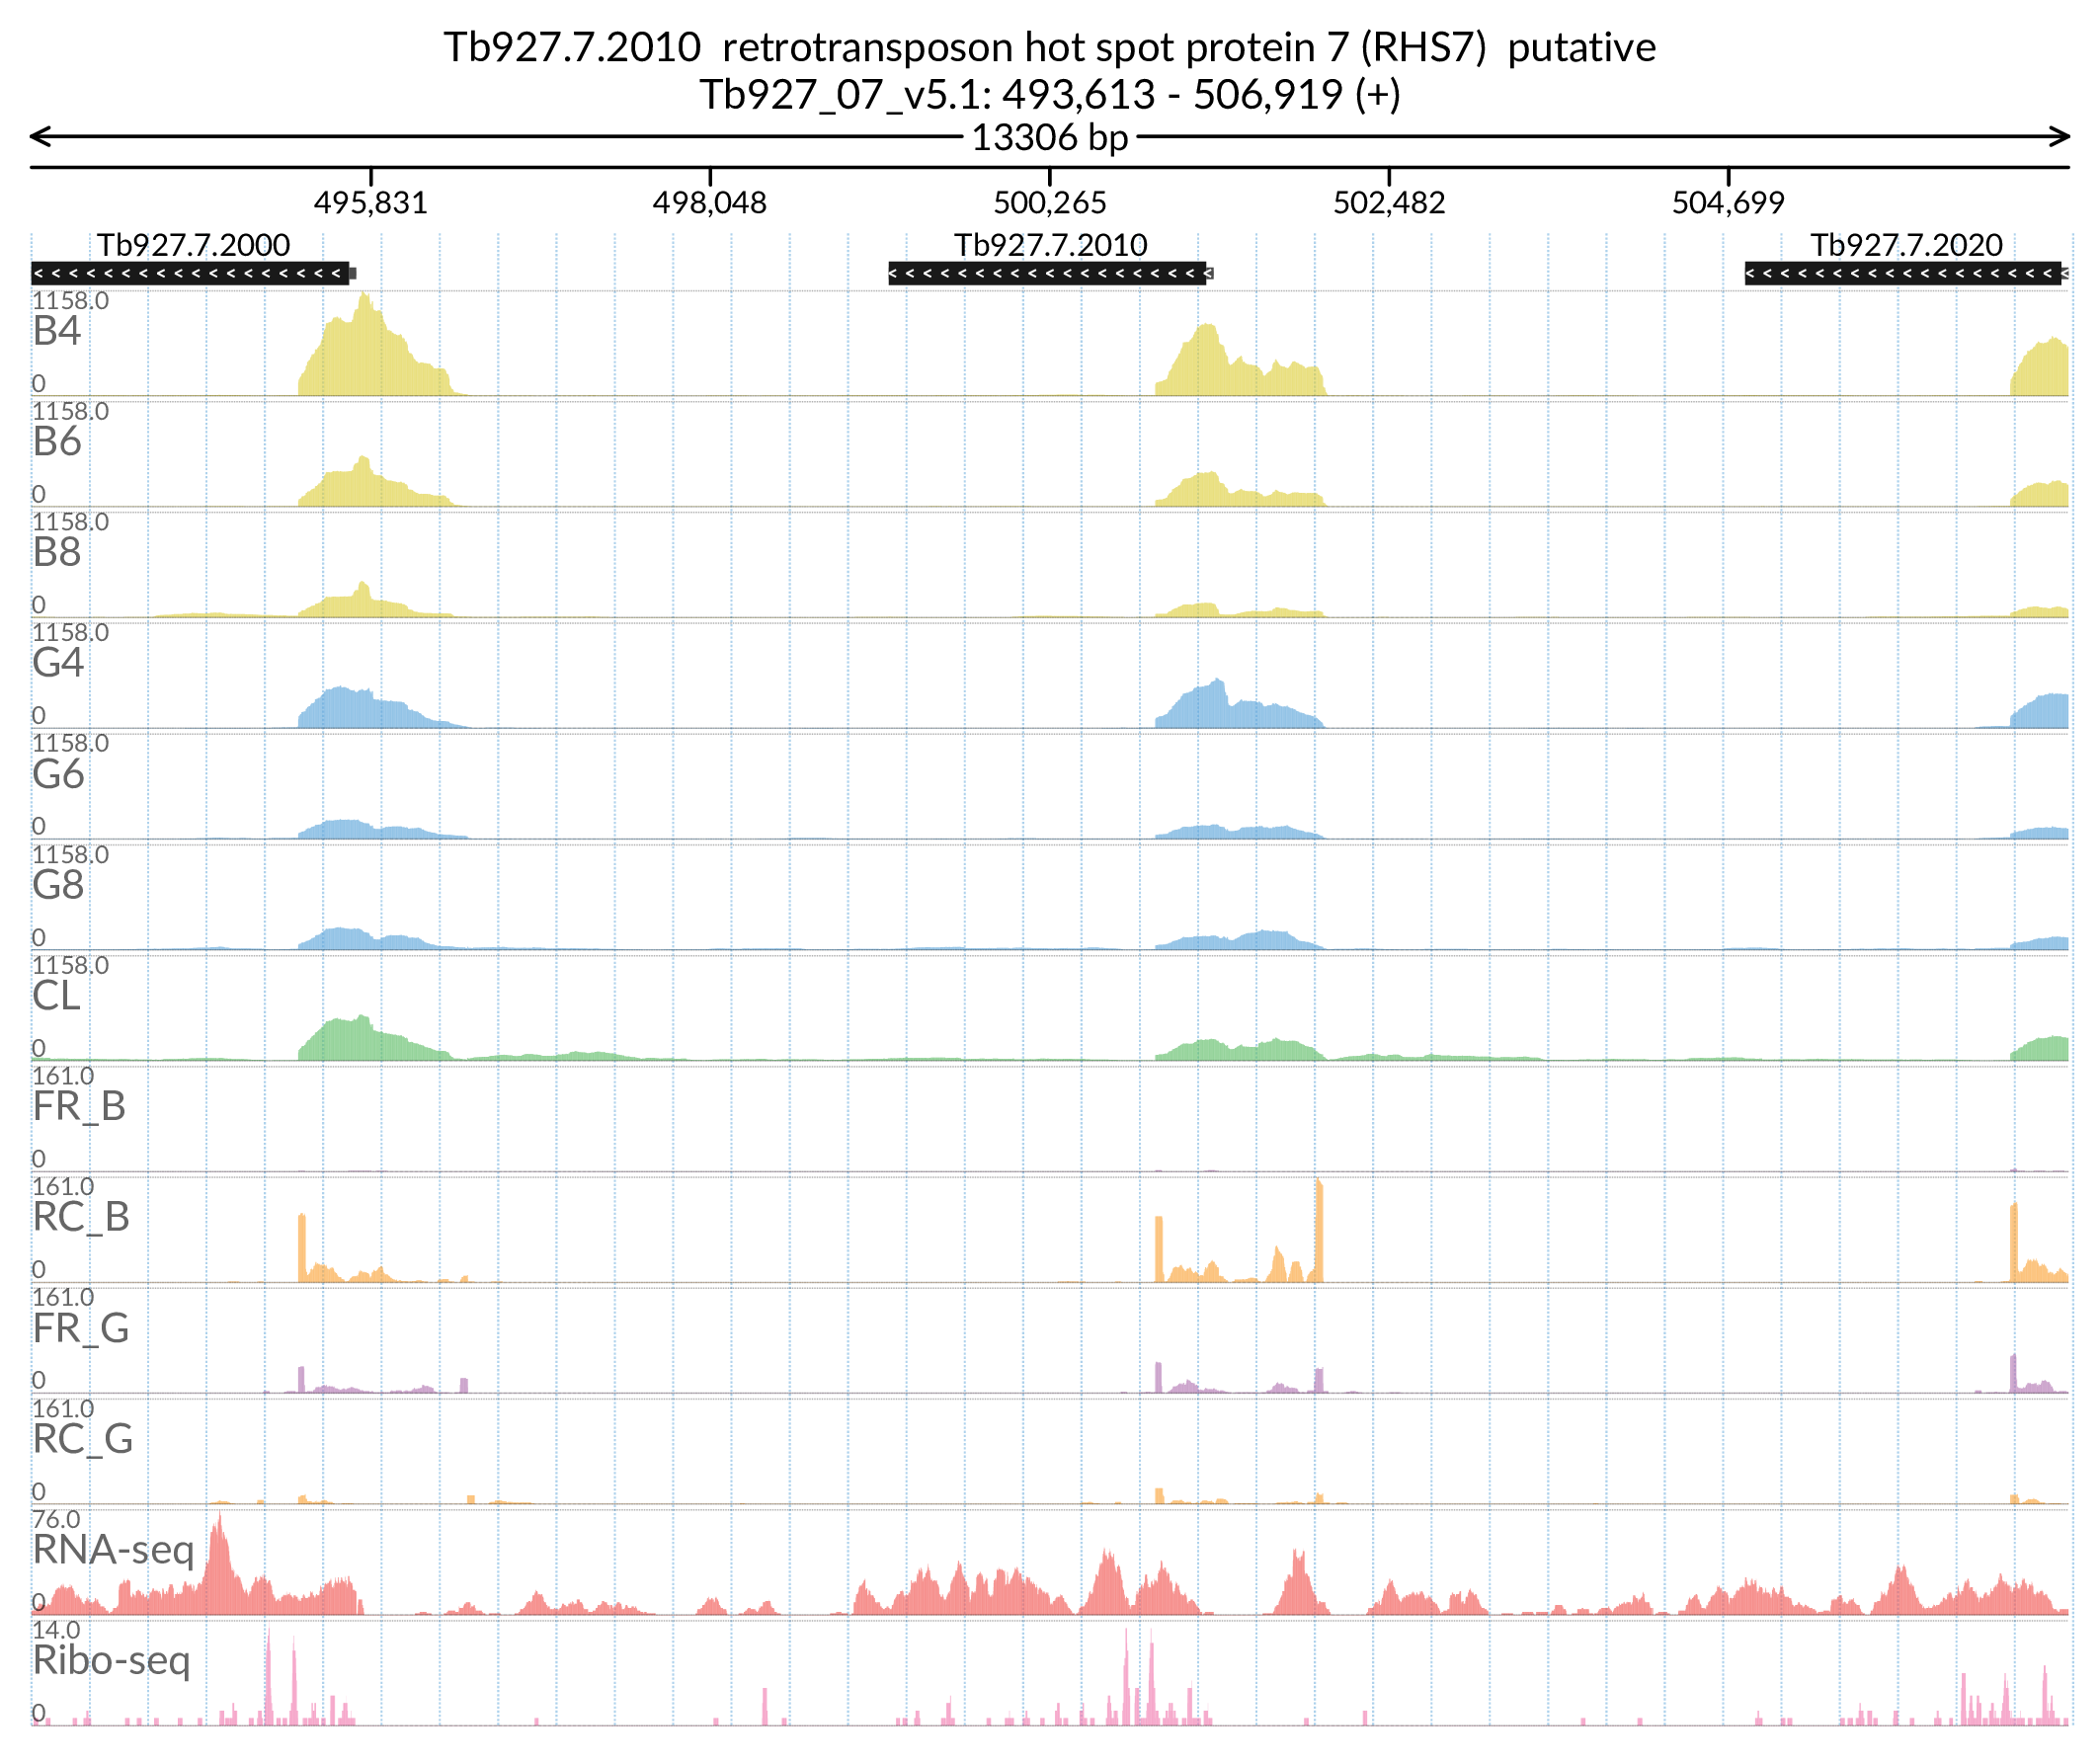 Tb927.7.2010 retrotransposon hot spot protein 7 (RHS7) putative
Tb927_07_v5.1: 493,613 - 506,919 (+)
13306 bp
495,831 498,048 500,265 502,482 504,699
Tb927.7.2000 Tb927.7.2010 Tb927.7.2020
1158.0
B4
0
1158.0
B6
0
1158.0
B8
0
1158.0
G4
0
1158.0
G6
0
1158.0
G8
0
1158.0
CL
0
161.0
FR_B
0
161.0
RC_B
0
161.0
FR_G
0
161.0
RC_G
0
76.0
RNA-seq
0
14.0
Ribo-seq
0